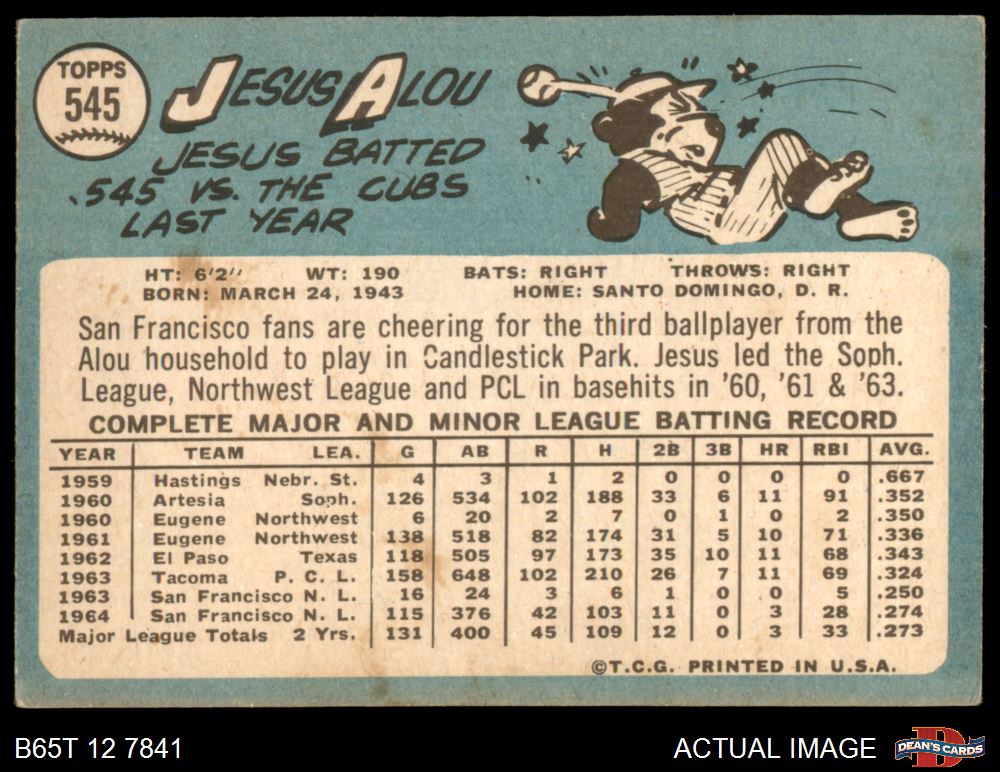 TOPPS
545
JESUS ALOU
JESUS BATTED
.545 VS. THE CUBS
LAST YEAR
HT: 6'2" WT: 190 BATS: RIGHT THROWS: RIGHT
BORN: MARCH 24, 1943 HOME: SANTO DOMINGO, D. R.
San Francisco fans are cheering for the third ballplayer from the
Alou household to play in Candlestick Park. Jesus led the Soph.
League, Northwest League and PCL in basehits in '60, '61 & '63.
COMPLETE MAJOR AND MINOR LEAGUE BATTING RECORD
YEAR TEAM LEA. G AB R H 2B 3B HR RBI AVG.
1959 Hastings Nebr. St. 4 3 1 2 0 0 0 0 .667
1960 Artesia Soph. 126 534 102 188 33 6 11 91 .352
1960 Eugene Northwest 6 20 2 7 0 1 0 2 .350
1961 Eugene Northwest 138 518 82 174 31 5 10 71 .336
1962 El Paso Texas 118 505 97 173 35 10 11 68 .343
1963 Tacoma P. C. L. 158 648 102 210 26 7 11 69 .324
1963 San Francisco N. L. 16 24 3 6 1 0 0 5 .250
1964 San Francisco N. L. 115 376 42 103 11 0 3 28 .274
Major League Totals 2 Yrs. 131 400 45 109 12 0 3 33 .273
©T.C.G. PRINTED IN U.S.A.
B65T 12 7841 ACTUAL IMAGE DEAN'S CARDS